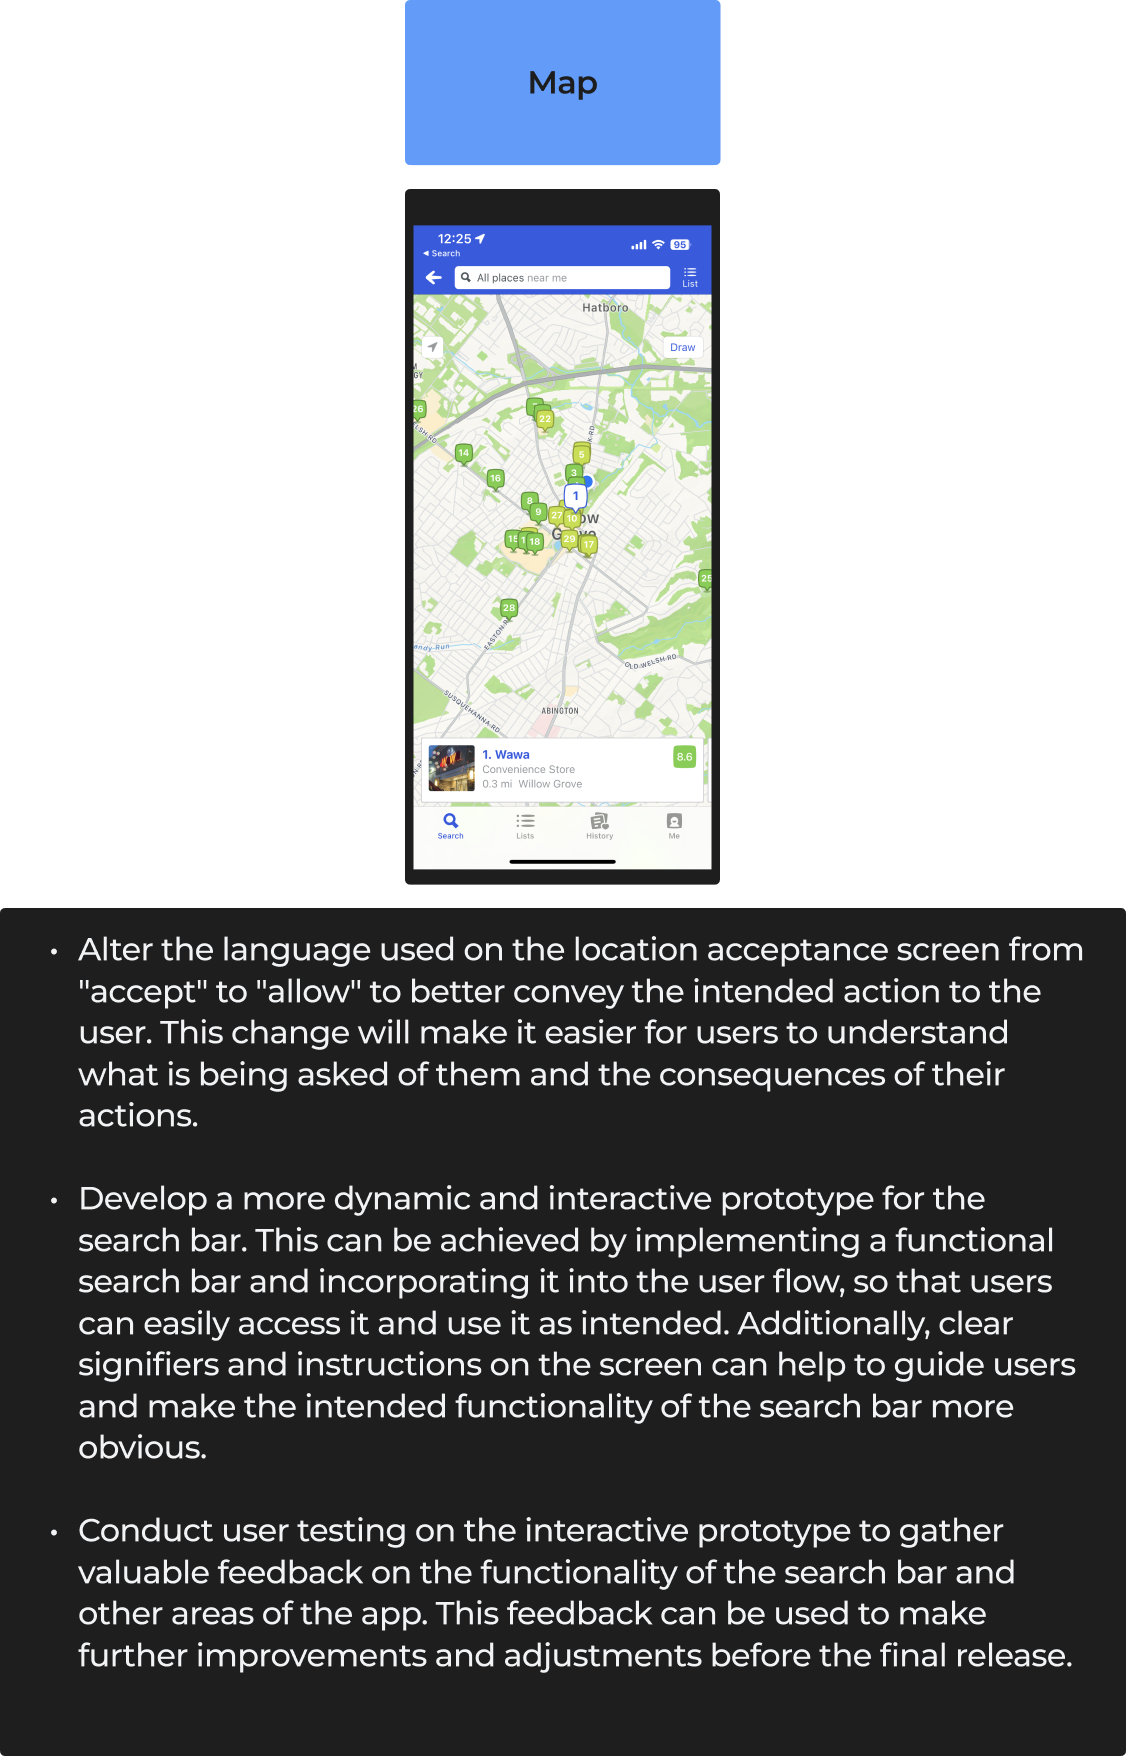 Map
12:25
95
Search
All places near me
List
Hatboro
Draw
26
22
WELSH-RD
K-RD
14
5
3
16
8
1
9
27
10
OW
15
18
29
17
25
28
EASTON-R
andy-Run
OLD-WELSH-RD
SUSQUEHANNA-RD
ABINGTON
1. Wawa
8.6
Convenience Store
0.3 mi Willow Grove
Search
Lists
History
Me
• Alter the language used on the location acceptance screen from
"accept" to "allow" to better convey the intended action to the
user. This change will make it easier for users to understand
what is being asked of them and the consequences of their
actions.
• Develop a more dynamic and interactive prototype for the
search bar. This can be achieved by implementing a functional
search bar and incorporating it into the user flow, so that users
can easily access it and use it as intended. Additionally, clear
signifiers and instructions on the screen can help to guide users
and make the intended functionality of the search bar more
obvious.
• Conduct user testing on the interactive prototype to gather
valuable feedback on the functionality of the search bar and
other areas of the app. This feedback can be used to make
further improvements and adjustments before the final release.